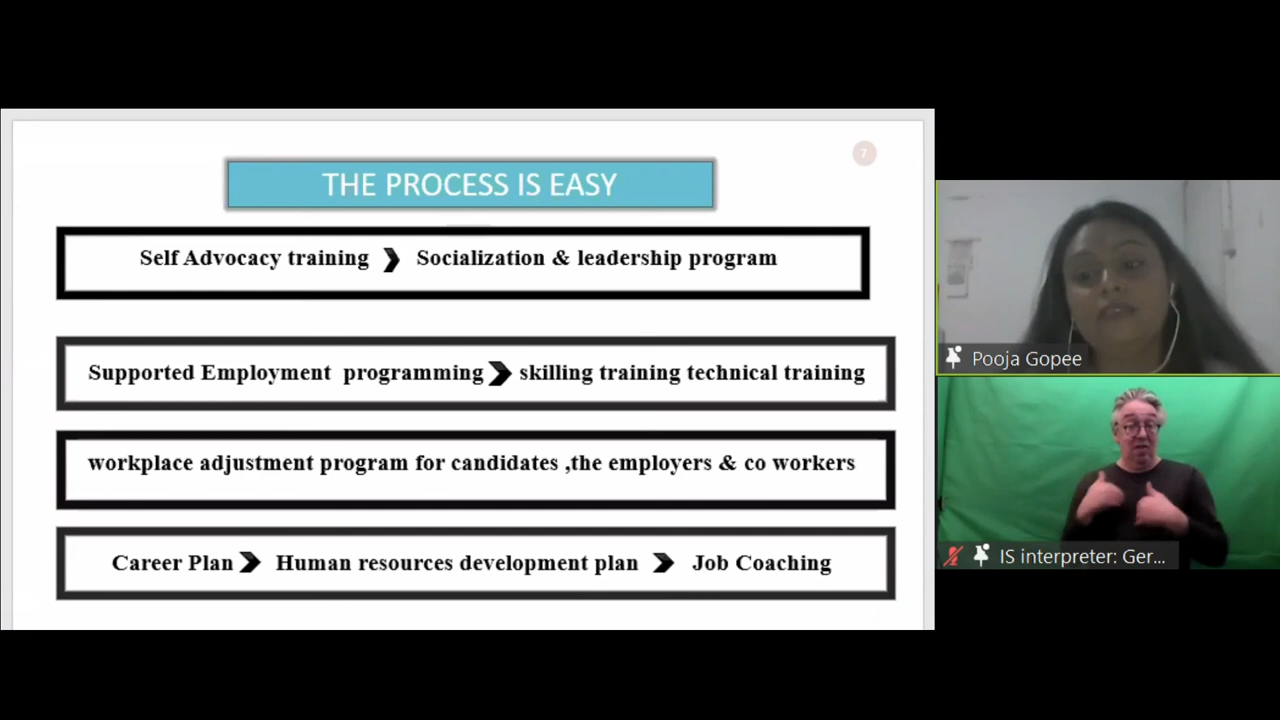 7
THE PROCESS IS EASY
Self Advocacy training Socialization & leadership program
Supported Employment programming skilling training technical training
workplace adjustment program for candidates ,the employers & co workers
Career Plan Human resources development plan Job Coaching
Pooja Gopee
IS interpreter: Ger...